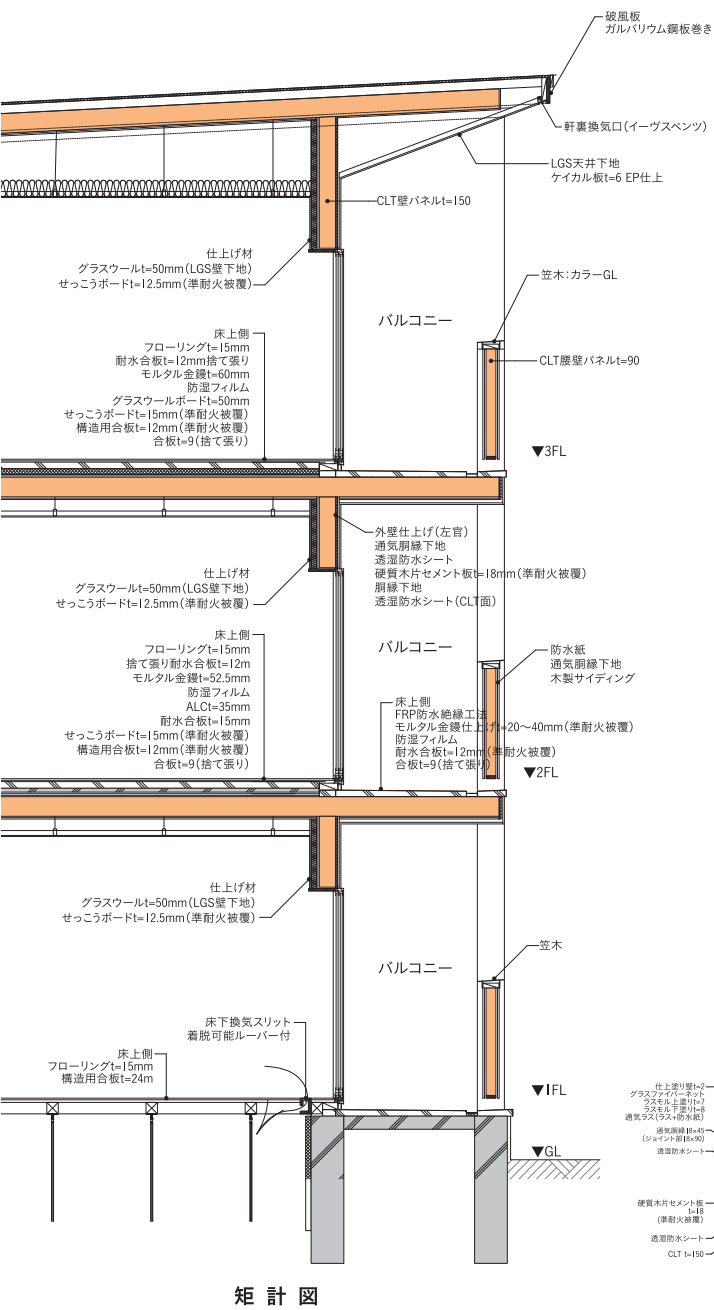 破風板
ガルバリウム鋼板巻き
軒裏換気口(イーヴスベンツ)
LGS天井下地
ケイカル板t=6 EP仕上
CLT壁パネルt=150
仕上げ材
グラスウールt=50mm(LGS壁下地)
せっこうボードt=12.5mm(準耐火被覆)
笠木:カラーGL
バルコニー
床上側
フローリングt=15mm
耐水合板t=12mm捨て張り
モルタル金鏝t=60mm
防湿フィルム
グラスウールボードt=50mm
せっこうボードt=15mm(準耐火被覆)
構造用合板t=12mm(準耐火被覆)
合板t=9(捨て張り)
CLT腰壁パネルt=90
▼3FL
外壁仕上げ(左官)
通気胴縁下地
透湿防水シート
硬質木片セメント板t=18mm(準耐火被覆)
胴縁下地
透湿防水シート(CLT面)
仕上げ材
グラスウールt=50mm(LGS壁下地)
せっこうボードt=12.5mm(準耐火被覆)
床上側
フローリングt=15mm
捨て張り耐水合板t=12m
モルタル金鏝t=52.5mm
防湿フィルム
ALCt=35mm
耐水合板t=15mm
せっこうボードt=15mm(準耐火被覆)
構造用合板t=12mm(準耐火被覆)
合板t=9(捨て張り)
バルコニー
防水紙
通気胴縁下地
木製サイディング
床上側
FRP防水絶縁工法
モルタル金鏝仕上げt=20〜40mm(準耐火被覆)
防湿フィルム
耐水合板t=12mm(準耐火被覆)
合板t=9(捨て張り)
▼2FL
仕上げ材
グラスウールt=50mm(LGS壁下地)
せっこうボードt=12.5mm(準耐火被覆)
バルコニー
笠木
床下換気スリット
着脱可能ルーバー付
床上側
フローリングt=15mm
構造用合板t=24m
▼1FL
▼GL
仕上上塗り壁t=2
グラスファイバーネット
ラスモル上塗りt=7
ラスモル下塗りt=8
通気ラス(ラス+防水紙)
通気胴縁18×45
(ジョイント部18×90)
透湿防水シート
硬質木片セメント板
t=18
(準耐火被覆)
透湿防水シート
CLT t=150
矩計図